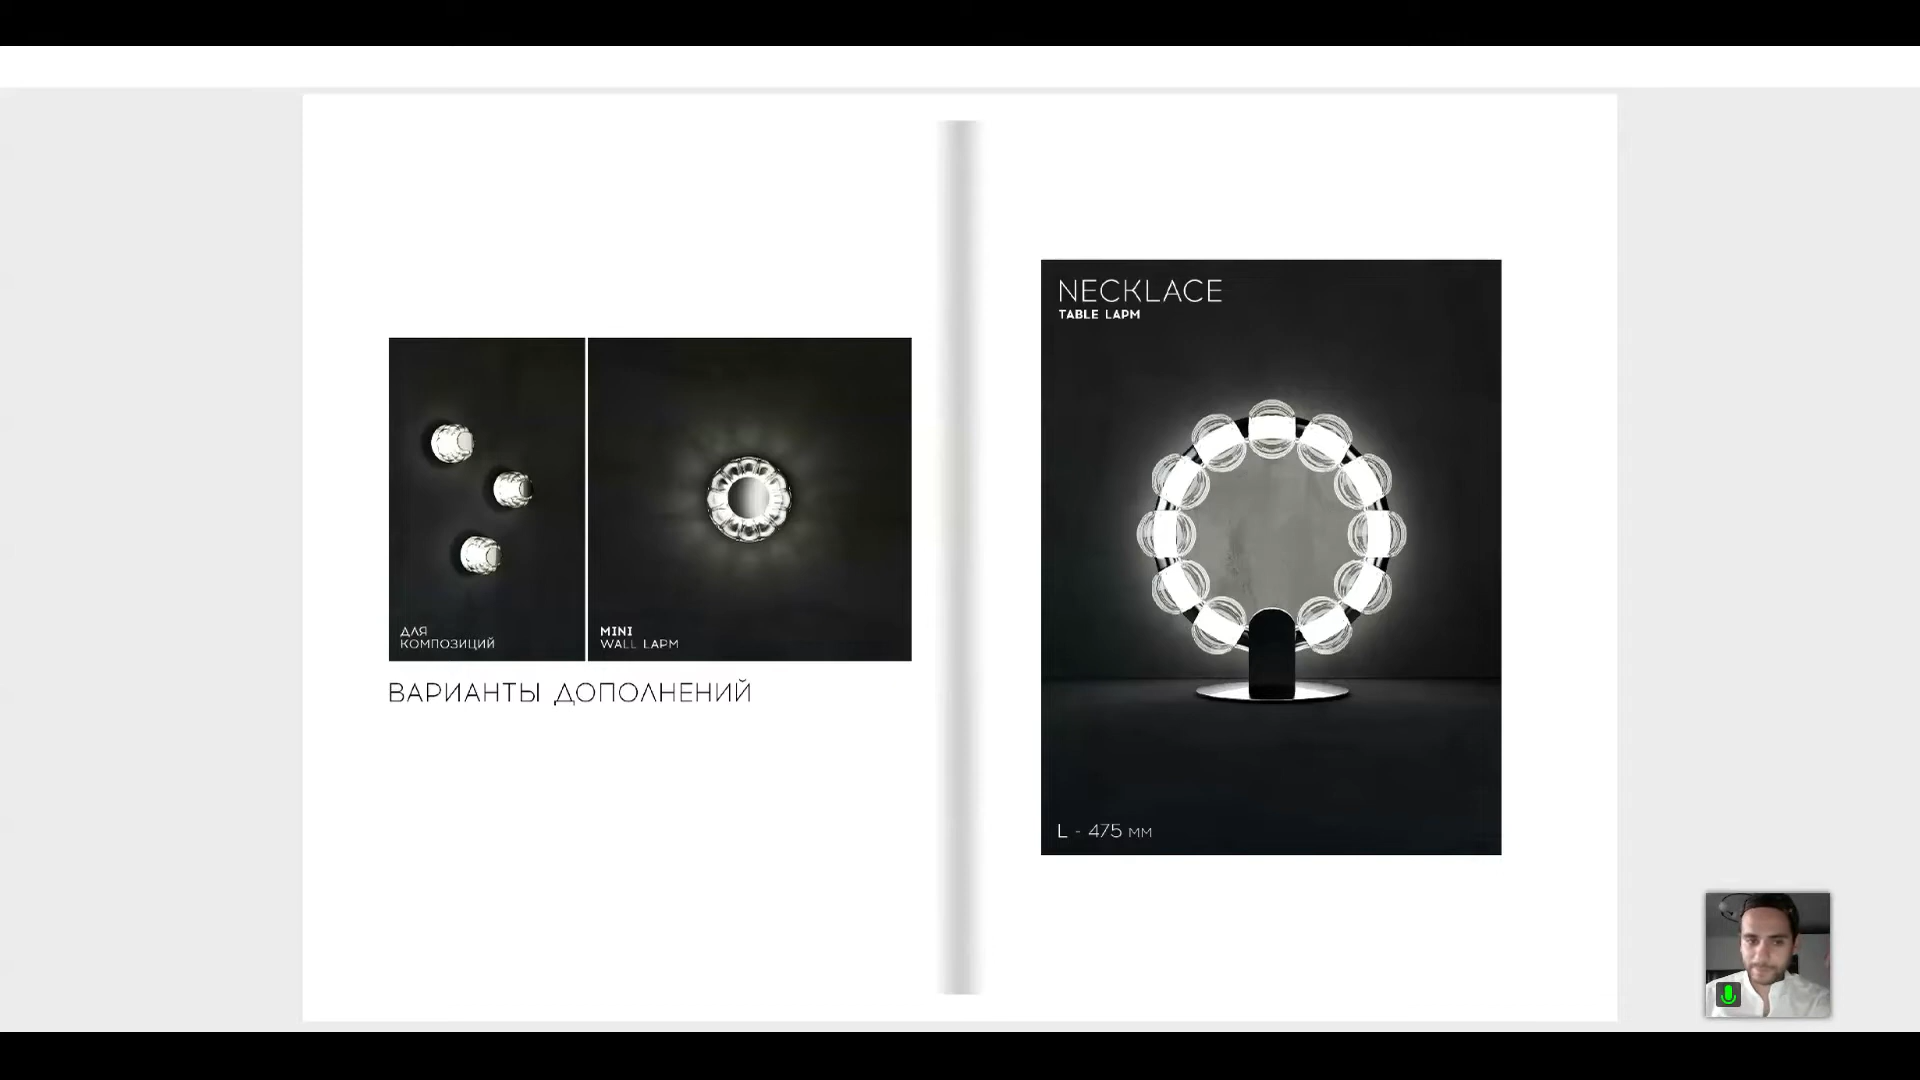 ДЛЯ
КОМПОЗИЦИЙ
MINI
WALL LAPM
ВАРИАНТЫ ДОПОЛНЕНИЙ
NECKLACE
TABLE LAPM
L - 475 ММ